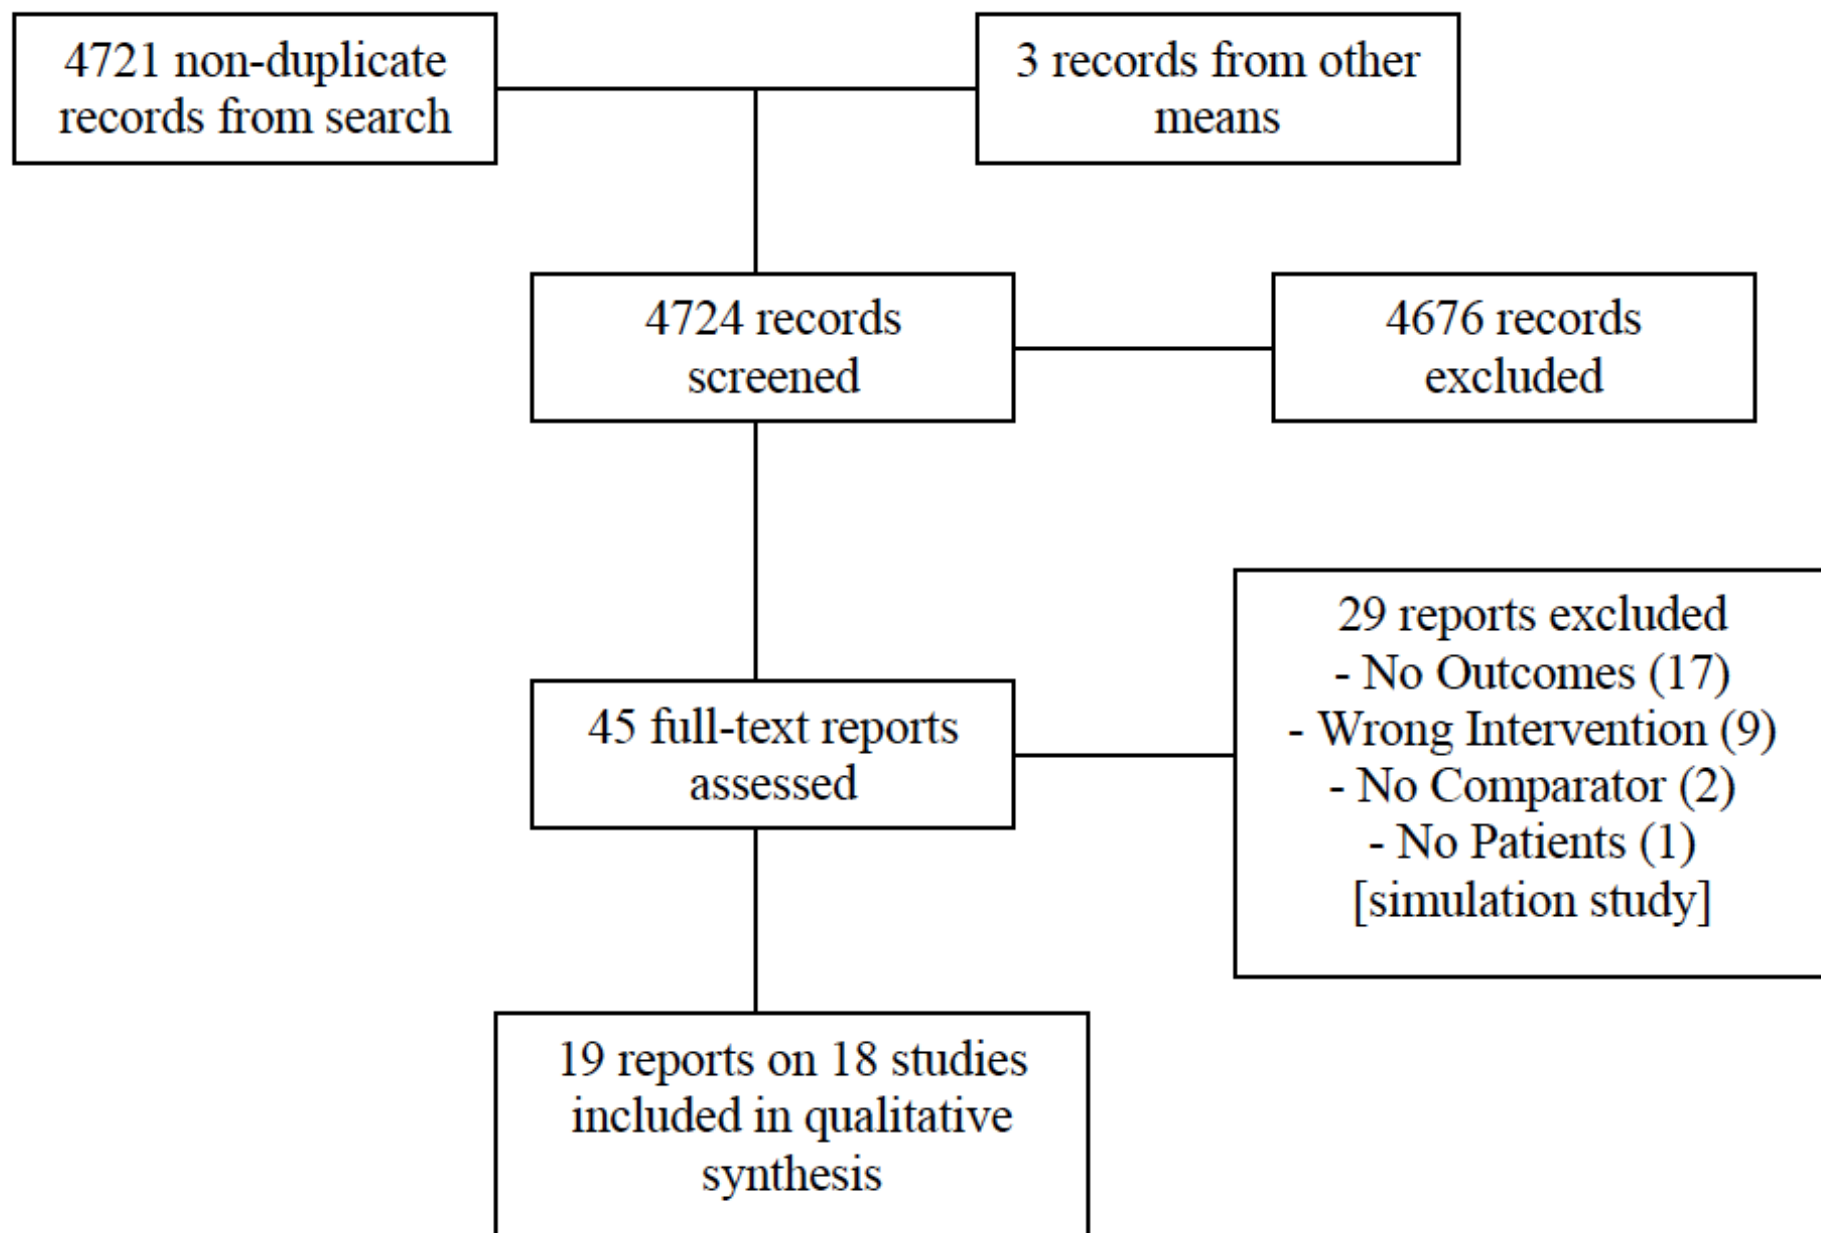 4721 non-duplicate
records from search
3 records from other
means
4724 records
screened
4676 records
excluded
45 full-text reports
assessed
29 reports excluded
- No Outcomes (17)
- Wrong Intervention (9)
- No Comparator (2)
- No Patients (1)
[simulation study]
19 reports on 18 studies
included in qualitative
synthesis